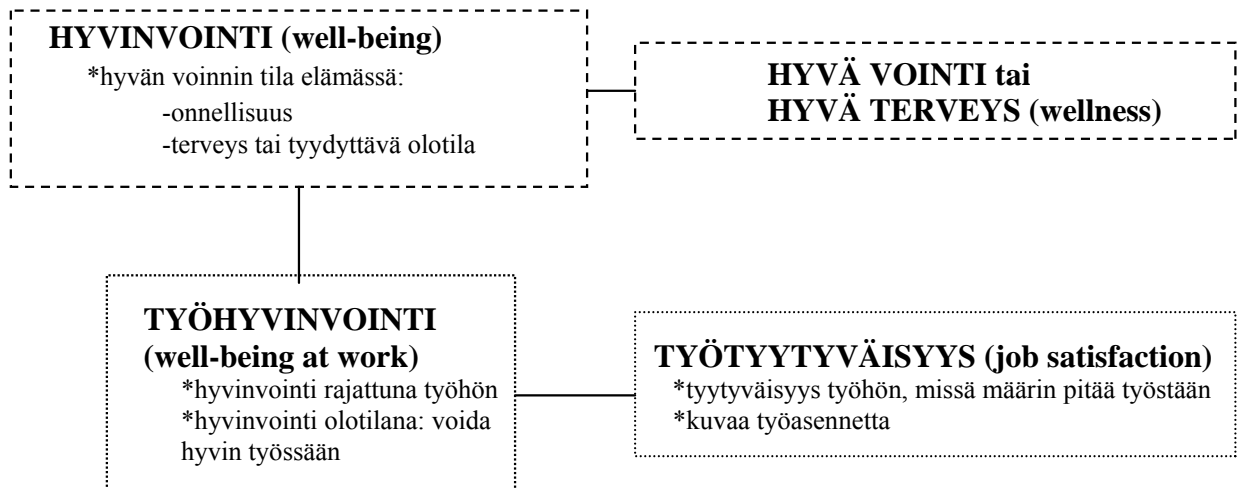 HYVINVOINTI (well-being)
*hyvän voinnin tila elämässä:
-onnellisuus
-terveys tai tyydyttävä olotila
HYVÄ VOINTI tai
HYVÄ TERVEYS (wellness)
TYÖHYVINVOINTI
(well-being at work)
*hyvinvointi rajattuna työhön
*hyvinvointi olotilana: voida
hyvin työssään
TYÖTYYTYVÄISYYS (job satisfaction)
*tyytyväisyys työhön, missä määrin pitää työstään
*kuvaa työasennetta